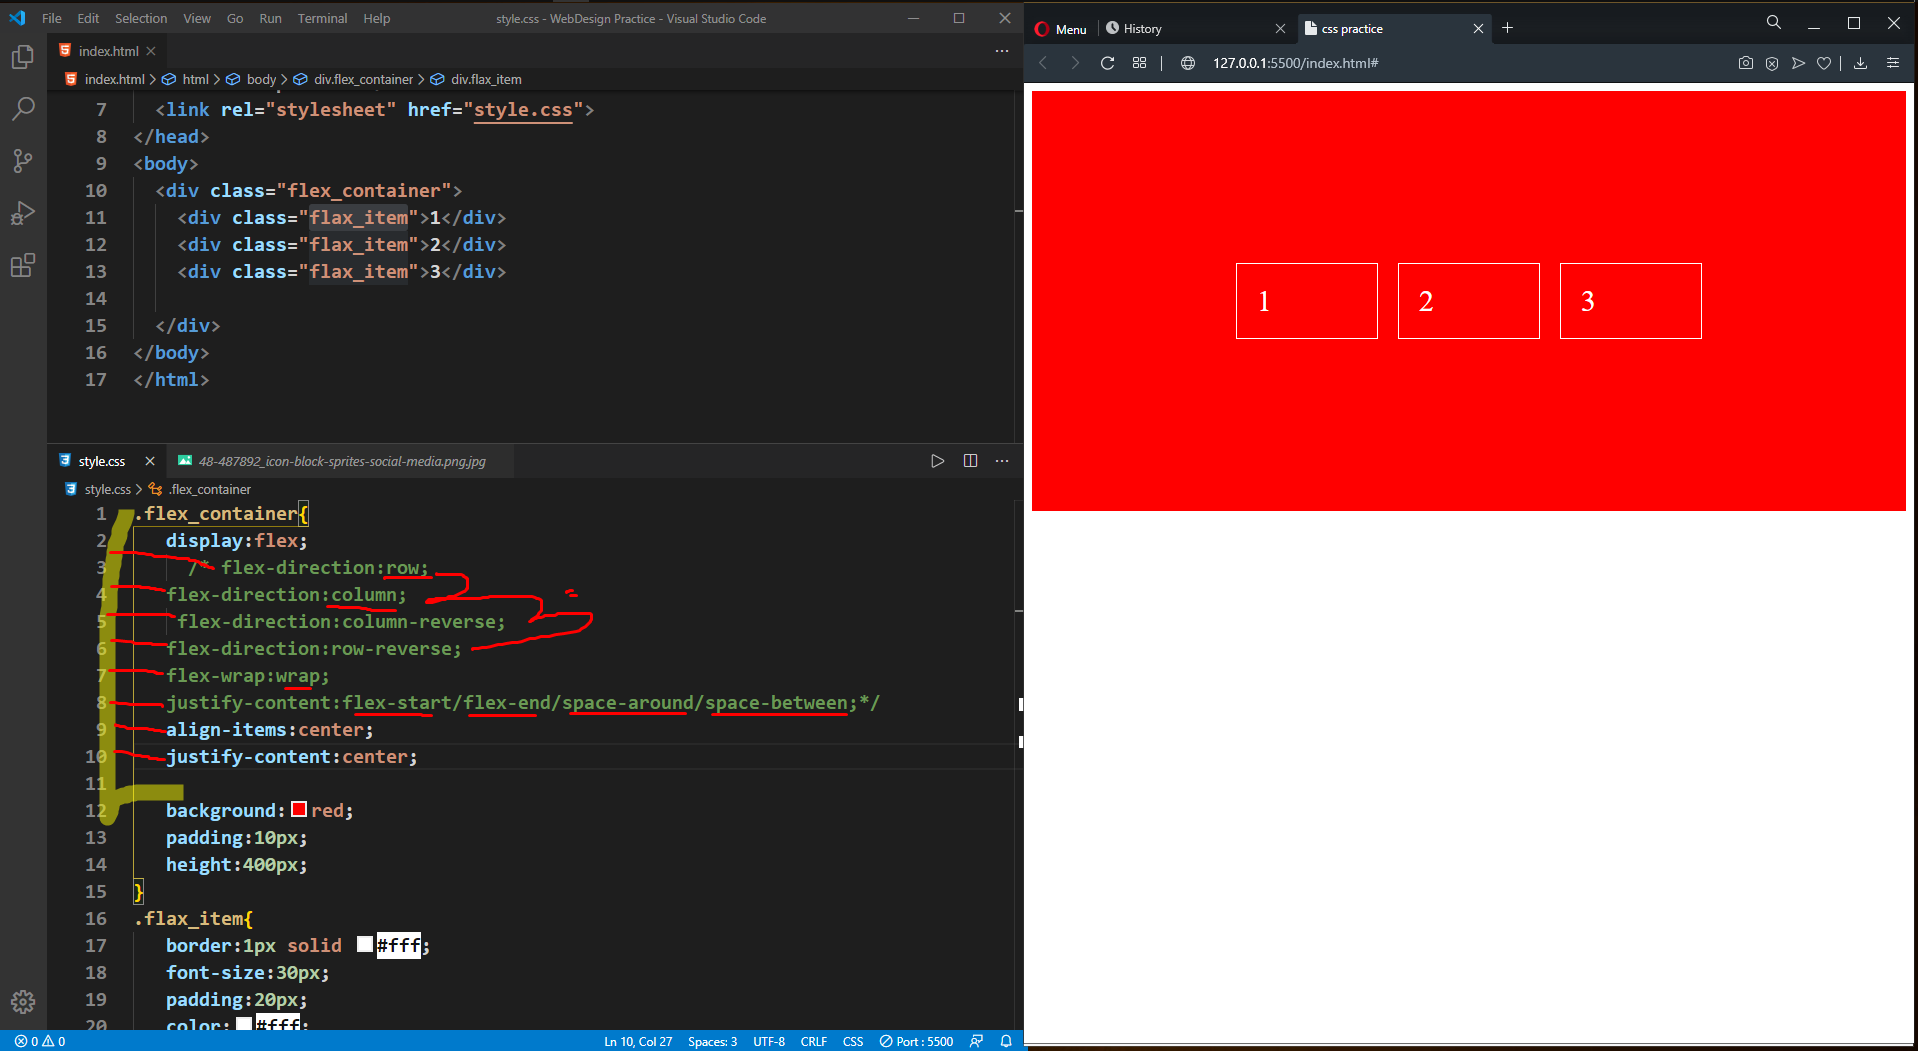 File Edit Selection View Go Run Terminal Help style.css - WebDesign Practice - Visual Studio Code
index.html
index.html > html > body > div.flex_container > div.flax_item
7 <link rel="stylesheet" href="style.css">
8 </head>
9 <body>
10 <div class="flex_container">
11 <div class="flax_item">1</div>
12 <div class="flax_item">2</div>
13 <div class="flax_item">3</div>
14
15 </div>
16 </body>
17 </html>
style.css 48-487892_icon-block-sprites-social-media.png.jpg
style.css > .flex_container
1 .flex_container{
2 display:flex;
3 /* flex-direction:row;
4 flex-direction:column;
5 flex-direction:column-reverse;
6 flex-direction:row-reverse;
7 flex-wrap:wrap;
8 justify-content:flex-start/flex-end/space-around/space-between;*/
9 align-items:center;
10 justify-content:center;
11
12 background:red;
13 padding:10px;
14 height:400px;
15 }
16 .flax_item{
17 border:1px solid #fff;
18 font-size:30px;
19 padding:20px;
20 color:#fff;
0 0 Ln 10, Col 27 Spaces: 3 UTF-8 CRLF CSS Port : 5500
Menu History css practice
127.0.0.1:5500/index.html#
1 2 3